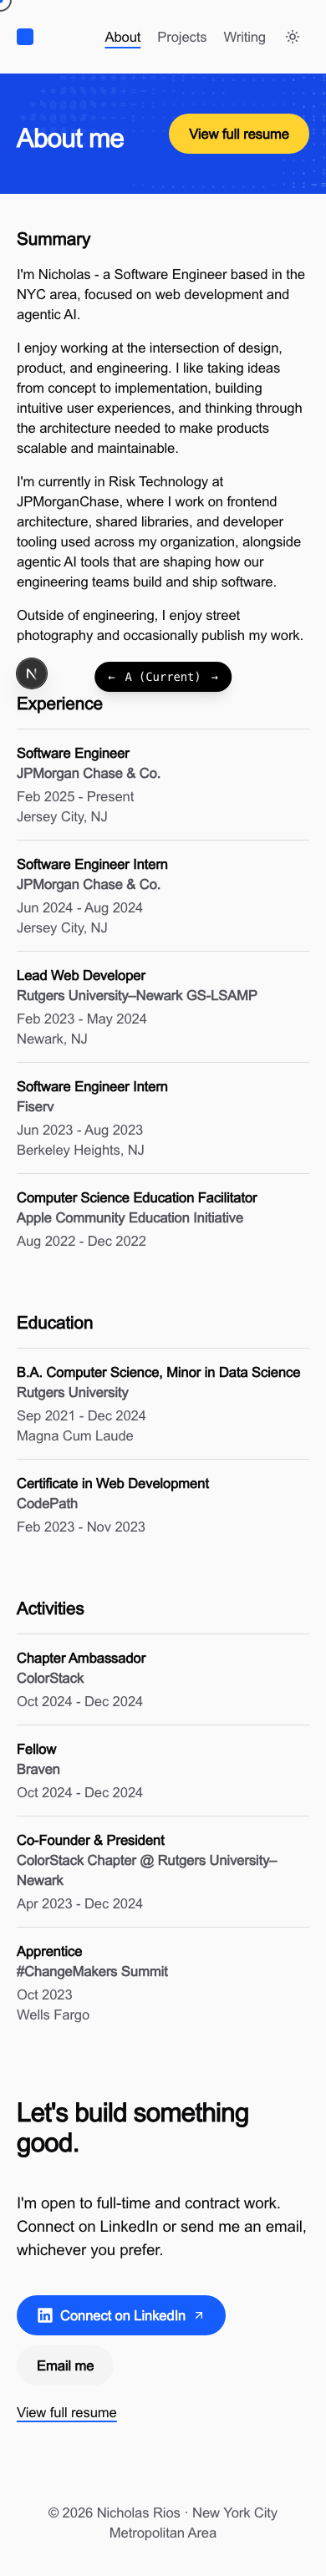 About Projects Writing
About me
View full resume
Summary
I'm Nicholas - a Software Engineer based in the
NYC area, focused on web development and
agentic AI.
I enjoy working at the intersection of design,
product, and engineering. I like taking ideas
from concept to implementation, building
intuitive user experiences, and thinking through
the architecture needed to make products
scalable and maintainable.
I'm currently in Risk Technology at
JPMorganChase, where I work on frontend
architecture, shared libraries, and developer
tooling used across my organization, alongside
agentic AI tools that are shaping how our
engineering teams build and ship software.
Outside of engineering, I enjoy street
photography and occasionally publish my work.
N
← A (Current) →
Experience
Software Engineer
JPMorgan Chase & Co.
Feb 2025 - Present
Jersey City, NJ
Software Engineer Intern
JPMorgan Chase & Co.
Jun 2024 - Aug 2024
Jersey City, NJ
Lead Web Developer
Rutgers University–Newark GS-LSAMP
Feb 2023 - May 2024
Newark, NJ
Software Engineer Intern
Fiserv
Jun 2023 - Aug 2023
Berkeley Heights, NJ
Computer Science Education Facilitator
Apple Community Education Initiative
Aug 2022 - Dec 2022
Education
B.A. Computer Science, Minor in Data Science
Rutgers University
Sep 2021 - Dec 2024
Magna Cum Laude
Certificate in Web Development
CodePath
Feb 2023 - Nov 2023
Activities
Chapter Ambassador
ColorStack
Oct 2024 - Dec 2024
Fellow
Braven
Oct 2024 - Dec 2024
Co-Founder & President
ColorStack Chapter @ Rutgers University–
Newark
Apr 2023 - Dec 2024
Apprentice
#ChangeMakers Summit
Oct 2023
Wells Fargo
Let's build something
good.
I'm open to full-time and contract work.
Connect on LinkedIn or send me an email,
whichever you prefer.
in Connect on LinkedIn ↗
Email me
View full resume
© 2026 Nicholas Rios · New York City
Metropolitan Area